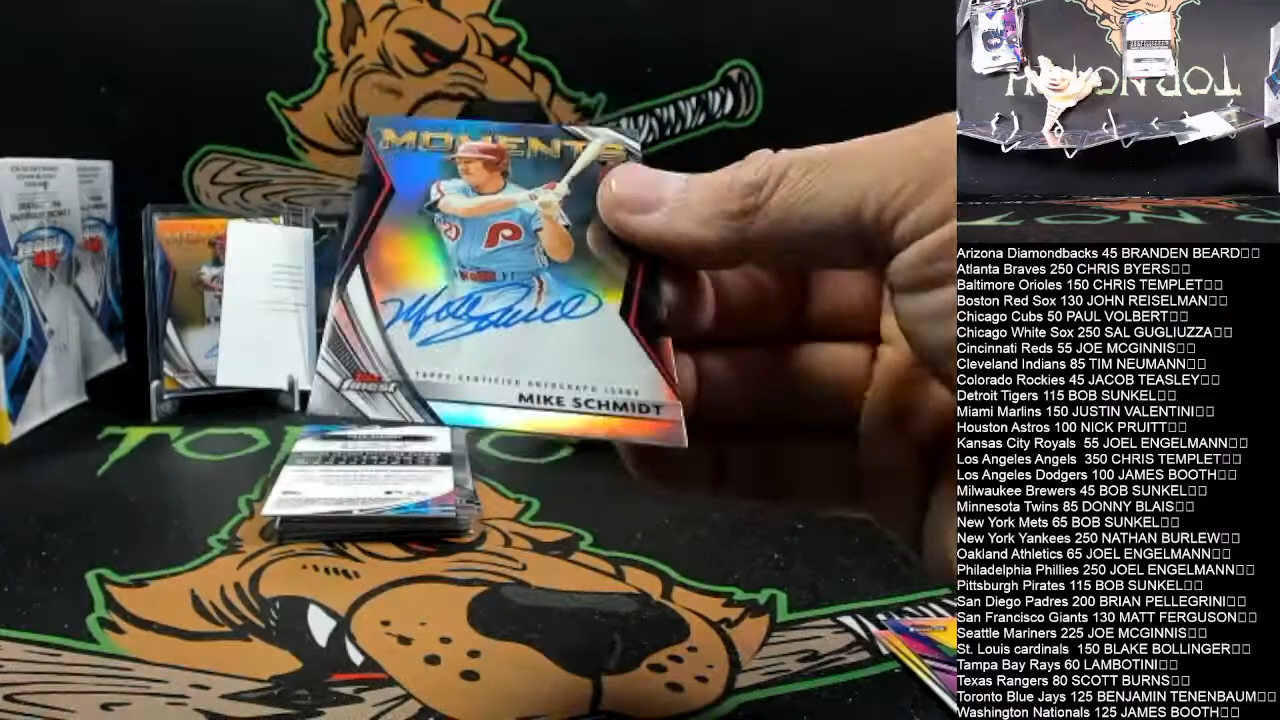 MOMENTS
P
20
Finest
TOPPS-CERTIFIED AUTOGRAPH ISSUE
MIKE SCHMIDT
Arizona Diamondbacks 45 BRANDEN BEARD
Atlanta Braves 250 CHRIS BYERS
Baltimore Orioles 150 CHRIS TEMPLET
Boston Red Sox 130 JOHN REISELMAN
Chicago Cubs 50 PAUL VOLBERT
Chicago White Sox 250 SAL GUGLIUZZA
Cincinnati Reds 55 JOE MCGINNIS
Cleveland Indians 85 TIM NEUMANN
Colorado Rockies 45 JACOB TEASLEY
Detroit Tigers 115 BOB SUNKEL
Miami Marlins 150 JUSTIN VALENTINI
Houston Astros 100 NICK PRUITT
Kansas City Royals 53 JOEL ENGELMANN
Los Angeles Angels 350 CHRIS TEMPLET
Los Angeles Dodgers 100 JAMES BOOTH
Milwaukee Brewers 45 BOB SUNKEL
Minnesota Twins 85 DONNY BLAIS
New York Mets 65 BOB SUNKEL
New York Yankees 250 NATHAN BURLEW
Oakland Athletics 65 JOEL ENGELMANN
Philadelphia Phillies 250 JOEL ENGELMANN
Pittsburgh Pirates 115 BOB SUNKEL
San Diego Padres 200 BRIAN PELLEGRINI
San Francisco Giants 130 MATT FERGUSON
Seattle Mariners 225 JOE MCGINNIS
St. Louis cardinals 150 BLAKE BOLLINGER
Tampa Bay Rays 60 LAMBOTINI
Texas Rangers 80 SCOTT BURNS
Toronto Blue Jays 125 BENJAMIN TENENBAUM
Washington Nationals 125 JAMES BOOTH